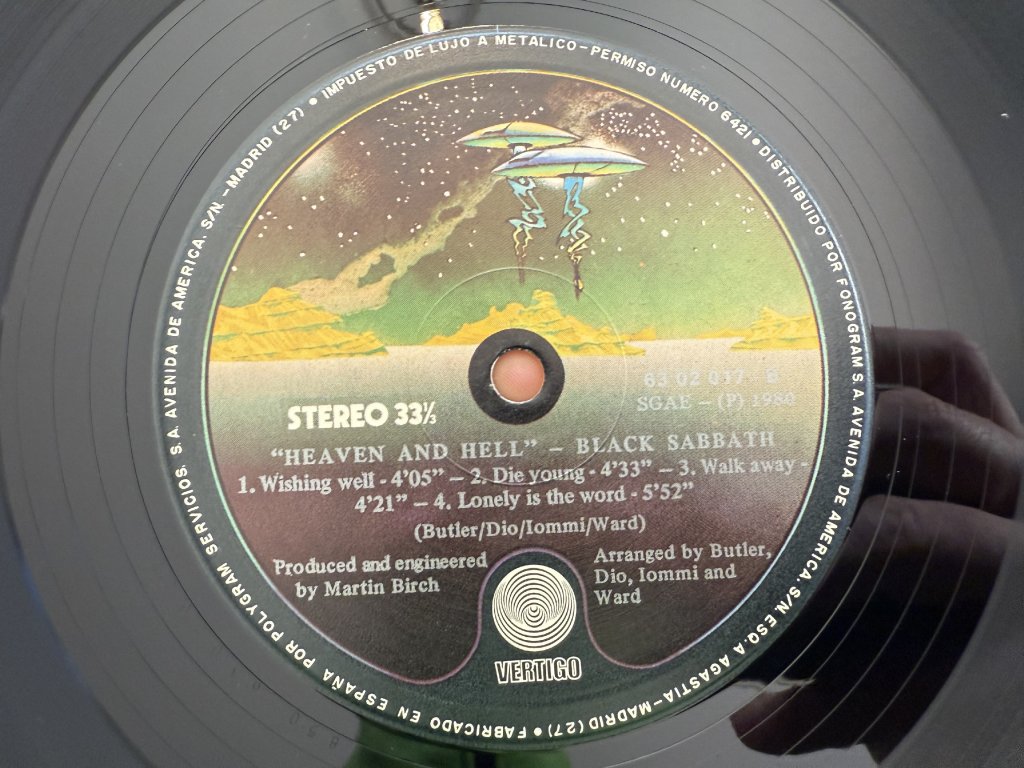 IMPUESTO DE LUJO A METALICO - PERMISO NUMERO 6421 • DISTRIBUIDO POR FONOGRAM S.A. AVENIDA DE AMERICA, S/N. ESQ. A AGASTIA - MADRID (27) • FABRICADO EN ESPAÑA POR POLYGRAM SERVICIOS. S.A. AVENIDA DE AMERICA, S/N - MADRID (27) •
63 02 017 B
SGAE – (P) 1980
STEREO 33⅓
"HEAVEN AND HELL" – BLACK SABBATH
1. Wishing well - 4'05" – 2. Die young - 4'33" – 3. Walk away -
4'21" – 4. Lonely is the word - 5'52"
(Butler/Dio/Iommi/Ward)
Produced and engineered
by Martin Birch
Arranged by Butler,
Dio, Iommi and
Ward
VERTIGO